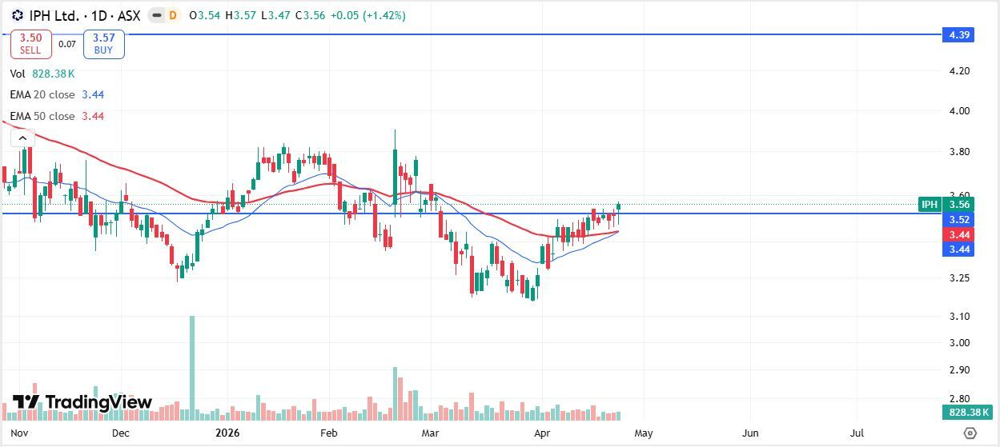 IPH Ltd. · 1D · ASX D O3.54 H3.57 L3.47 C3.56 +0.05 (+1.42%)
3.50 SELL 0.07 3.57 BUY
Vol 828.38 K
EMA 20 close 3.44
EMA 50 close 3.44
4.39
4.20
4.00
3.80
3.60
IPH 3.56
3.52
3.44
3.44
3.25
3.10
3.00
2.90
2.80
828.38 K
TradingView
Nov Dec 2026 Feb Mar Apr May Jun Jul